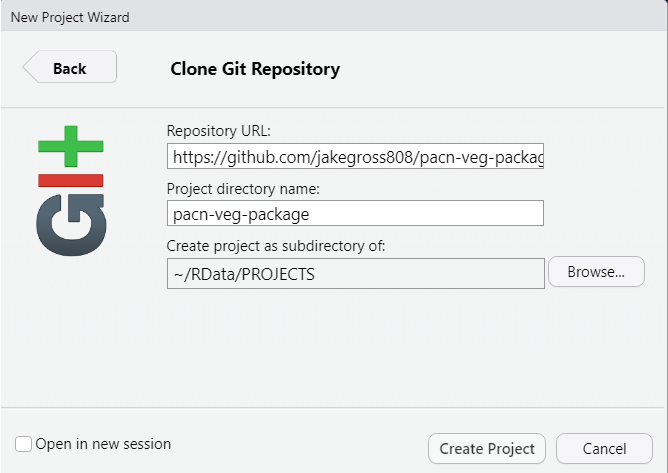 New Project Wizard
Back
Clone Git Repository
GIt
Repository URL:
https://github.com/jakegross808/pacn-veg-packag
Project directory name:
pacn-veg-package
Create project as subdirectory of:
~/RData/PROJECTS
Browse...
Open in new session
Create Project
Cancel